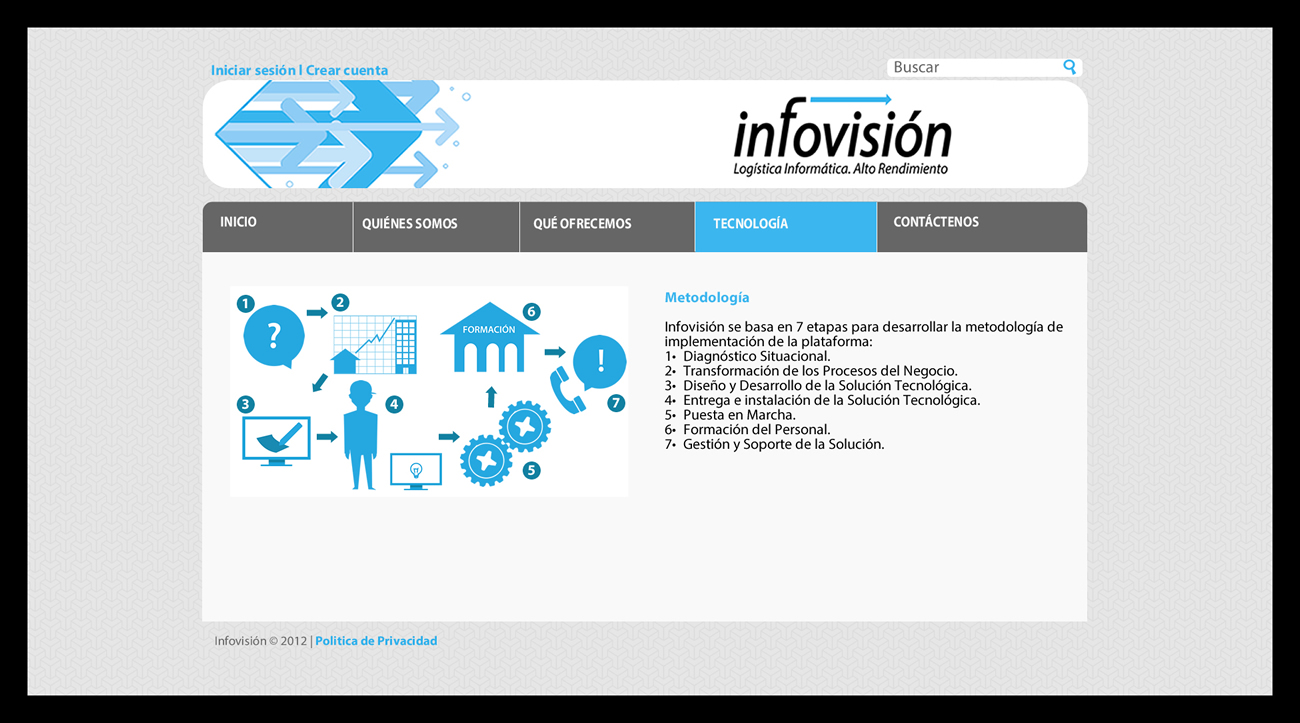 Iniciar sesión l Crear cuenta
Buscar
infovisión
Logística Informática. Alto Rendimiento
INICIO
QUIÉNES SOMOS
QUÉ OFRECEMOS
TECNOLOGÍA
CONTÁCTENOS
1
2
?
6
FORMACIÓN
!
3
4
7
5
Metodología
Infovisión se basa en 7 etapas para desarrollar la metodología de
implementación de la plataforma:
1• Diagnóstico Situacional.
2• Transformación de los Procesos del Negocio.
3• Diseño y Desarrollo de la Solución Tecnológica.
4• Entrega e instalación de la Solución Tecnológica.
5• Puesta en Marcha.
6• Formación del Personal.
7• Gestión y Soporte de la Solución.
Infovisión © 2012 | Politica de Privacidad